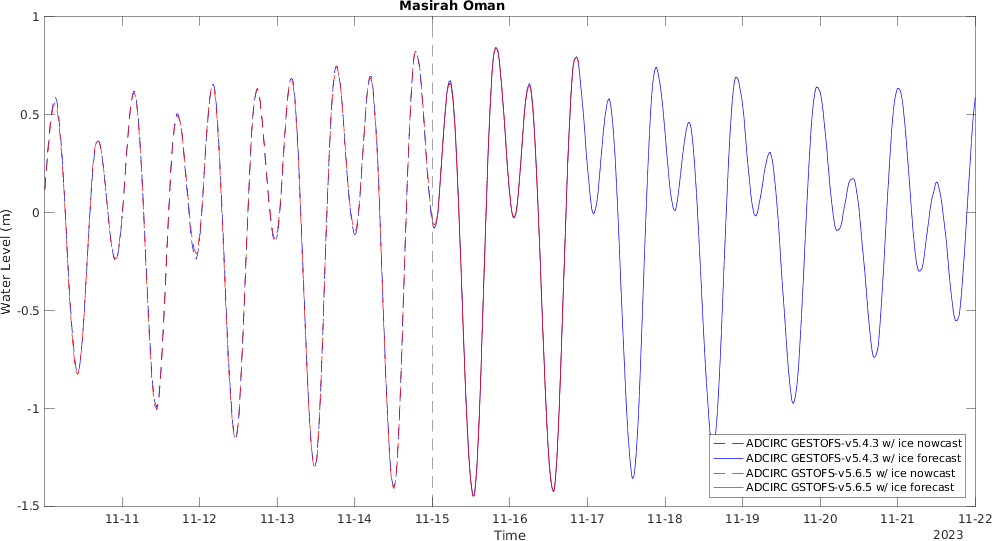 Masirah Oman
1
0.5
0
-0.5
-1
-1.5
Water Level (m)
ADCIRC GESTOFS-v5.4.3 w/ ice nowcast
ADCIRC GESTOFS-v5.4.3 w/ ice forecast
ADCIRC GSTOFS-v5.6.5 w/ ice nowcast
ADCIRC GSTOFS-v5.6.5 w/ ice forecast
11-11 11-12 11-13 11-14 11-15 11-16 11-17 11-18 11-19 11-20 11-21 11-22
Time
2023